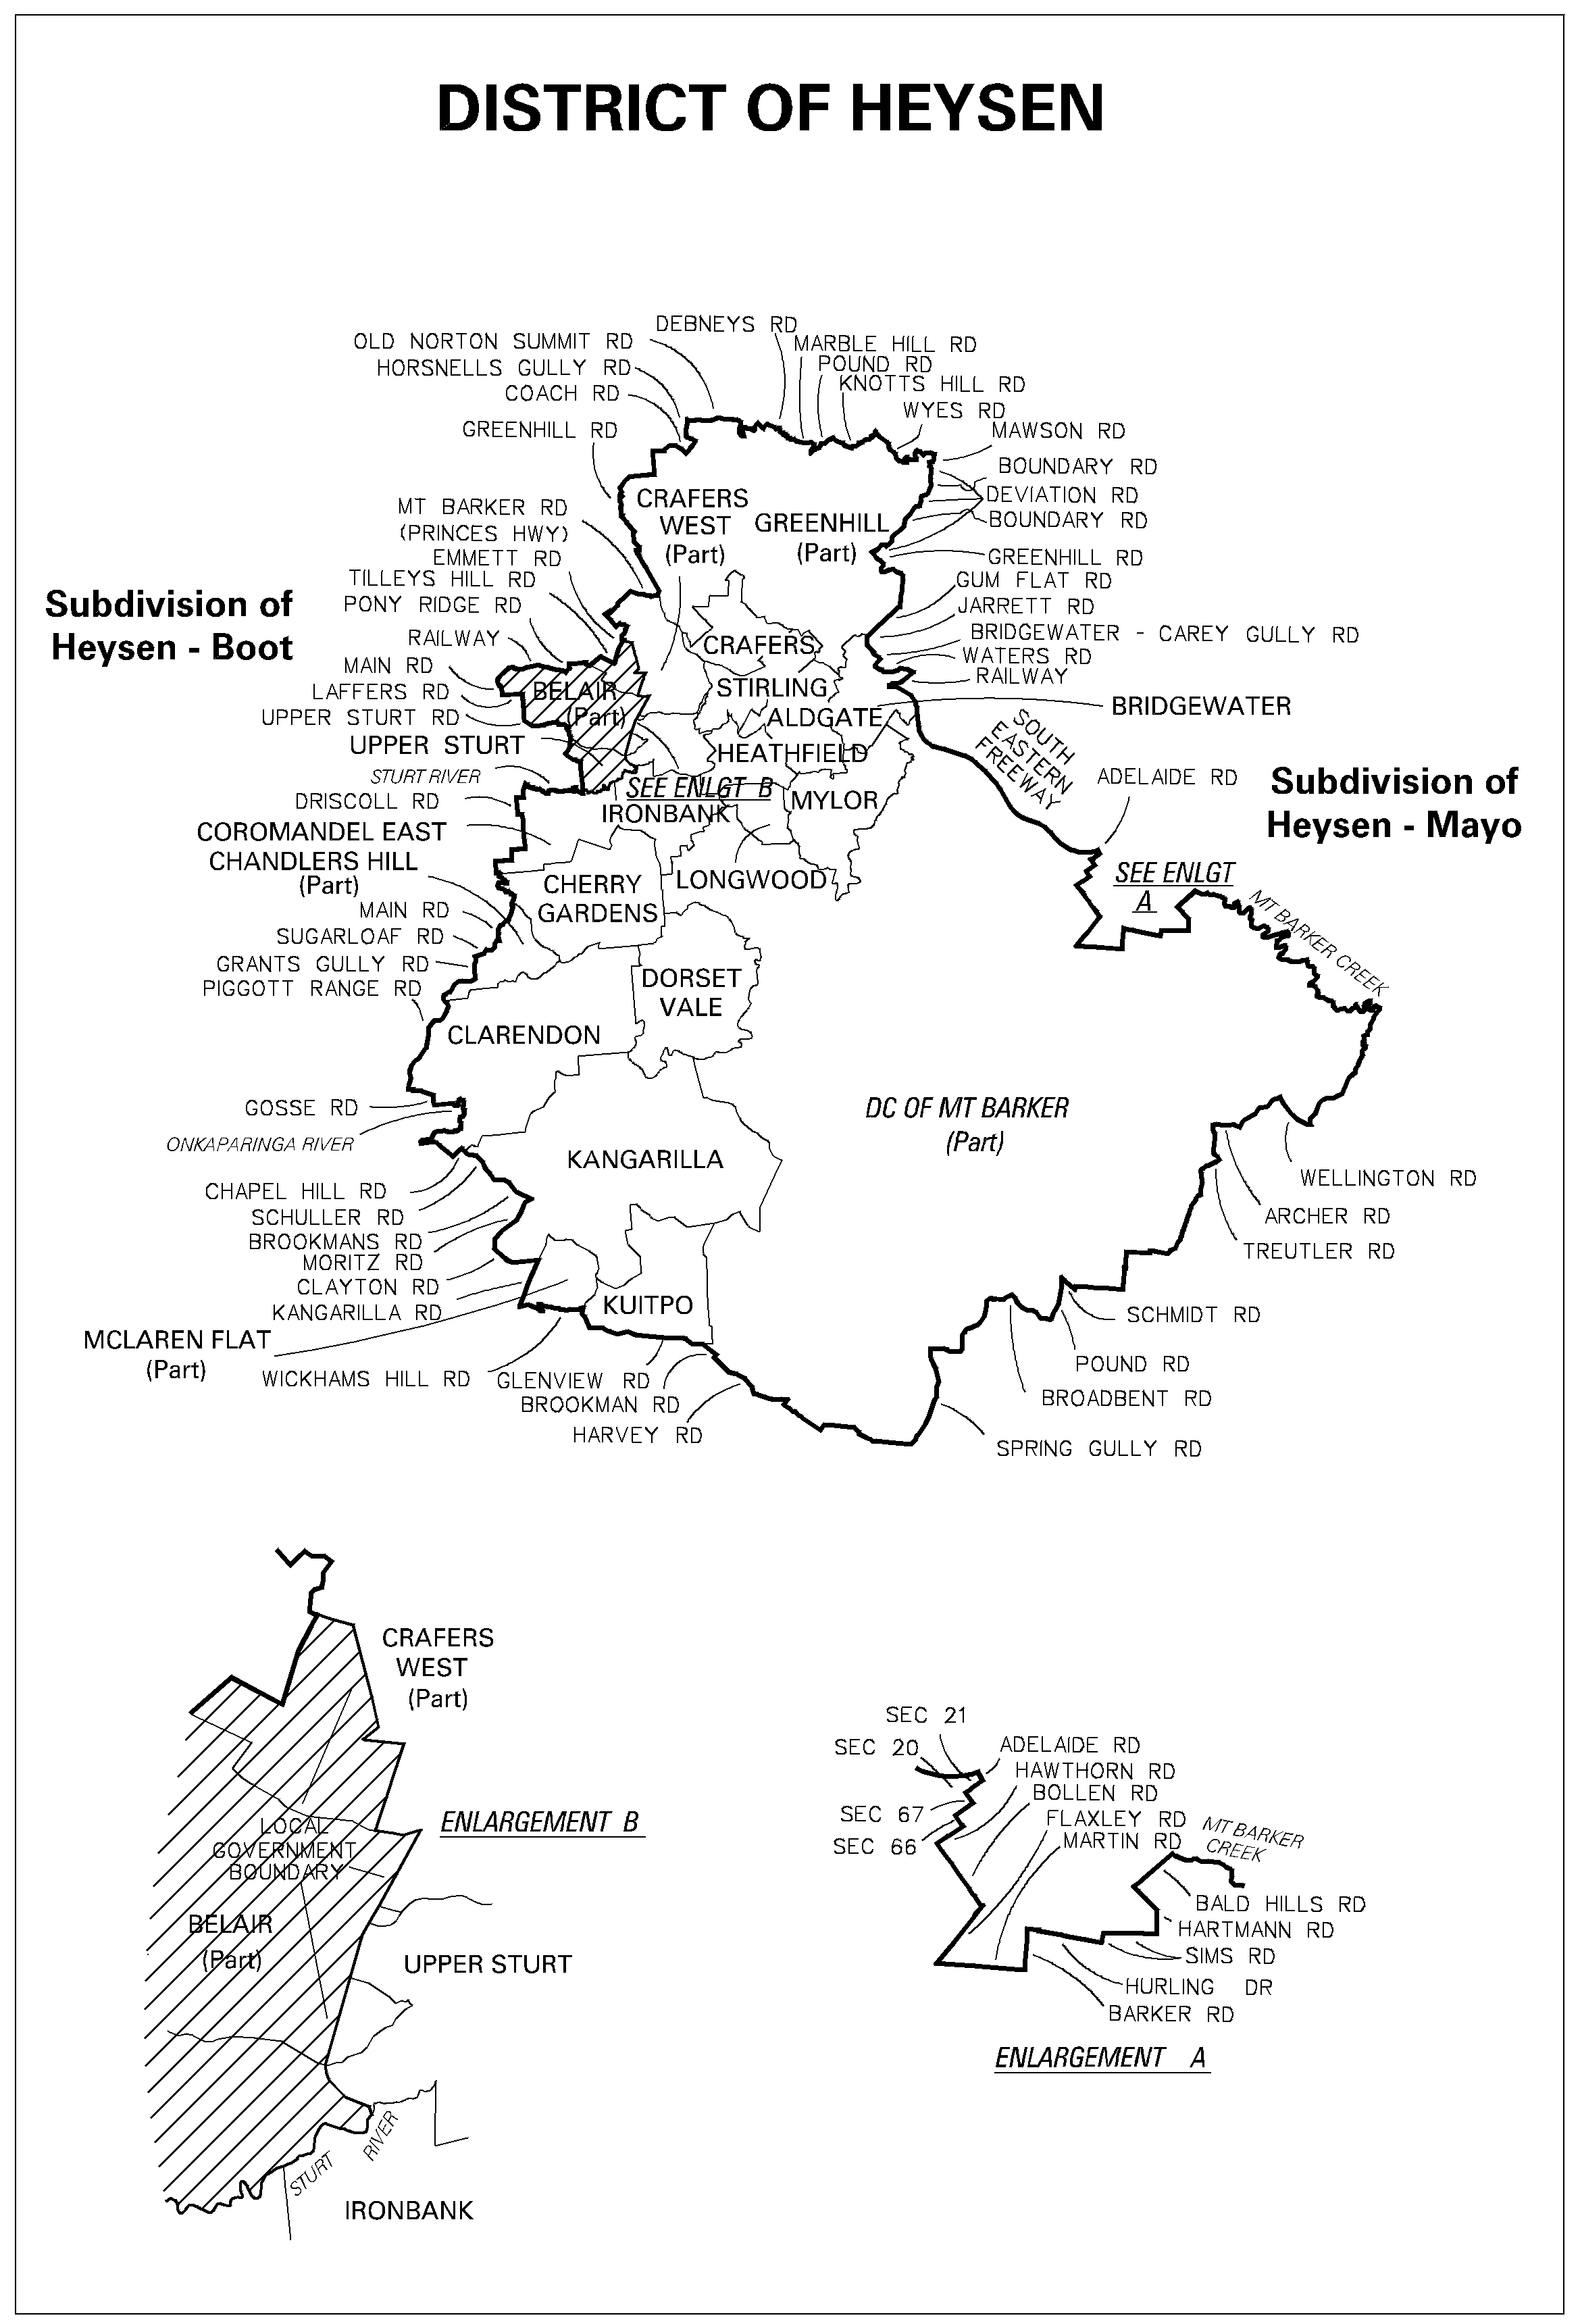 DISTRICT OF HEYSEN
DEBNEYS RD
OLD NORTON SUMMIT RD
MARBLE HILL RD
HORSNELLS GULLY RD
POUND RD
COACH RD
KNOTTS HILL RD
WYES RD
GREENHILL RD
MAWSON RD
BOUNDARY RD
DEVIATION RD
BOUNDARY RD
CRAFERS
WEST
(Part)
GREENHILL
(Part)
MT BARKER RD
(PRINCES HWY)
EMMETT RD
TILLEYS HILL RD
PONY RIDGE RD
RAILWAY
MAIN RD
LAFFERS RD
UPPER STURT RD
UPPER STURT
STURT RIVER
DRISCOLL RD
COROMANDEL EAST
CHANDLERS HILL
(Part)
MAIN RD
SUGARLOAF RD
GRANTS GULLY RD
PIGGOTT RANGE RD
Subdivision of
Heysen - Boot
GREENHILL RD
GUM FLAT RD
JARRETT RD
BRIDGEWATER - CAREY GULLY RD
WATERS RD
RAILWAY
BRIDGEWATER
SOUTH
EASTERN
FREEWAY
ADELAIDE RD
Subdivision of
Heysen - Mayo
SEE ENLGT
A
MT BARKER CREEK
CRAFERS
STIRLING
BELAIR
(Part)
ALDGATE
HEATHFIELD
SEE ENLGT B
IRONBANK
MYLOR
LONGWOOD
CHERRY
GARDENS
DORSET
VALE
CLARENDON
DC OF MT BARKER
(Part)
GOSSE RD
ONKAPARINGA RIVER
KANGARILLA
CHAPEL HILL RD
SCHULLER RD
BROOKMANS RD
MORITZ RD
CLAYTON RD
KANGARILLA RD
MCLAREN FLAT
(Part)
KUITPO
WICKHAMS HILL RD
GLENVIEW RD
BROOKMAN RD
HARVEY RD
WELLINGTON RD
ARCHER RD
TREUTLER RD
SCHMIDT RD
POUND RD
BROADBENT RD
SPRING GULLY RD
CRAFERS
WEST
(Part)
ENLARGEMENT B
LOCAL
GOVERNMENT
BOUNDARY
BELAIR
(Part)
UPPER STURT
STURT RIVER
IRONBANK
SEC 21
SEC 20
ADELAIDE RD
HAWTHORN RD
BOLLEN RD
SEC 67
FLAXLEY RD
SEC 66
MARTIN RD
MT BARKER
CREEK
BALD HILLS RD
HARTMANN RD
SIMS RD
HURLING DR
BARKER RD
ENLARGEMENT A